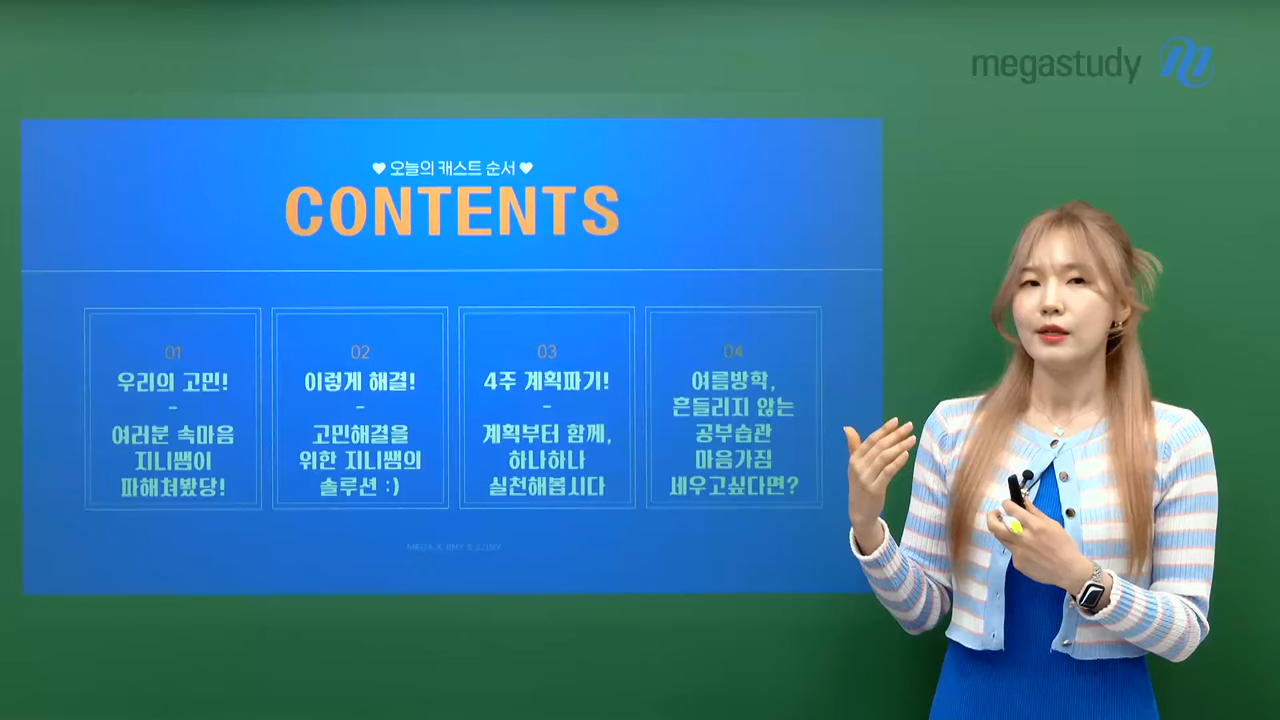 megastudy
♥ 오늘의 캐스트 순서 ♥
CONTENTS
01
우리의 고민!
-
여러분 속마음
지니쌤이
파해쳐봤당!
02
이렇게 해결!
-
고민해결을
위한 지니쌤의
솔루션 :)
03
4주 계획파기!
-
계획부터 함께,
하나하나
실천해봅시다
04
여름방학,
흔들리지 않는
공부습관
마음가짐
세우고싶다면?